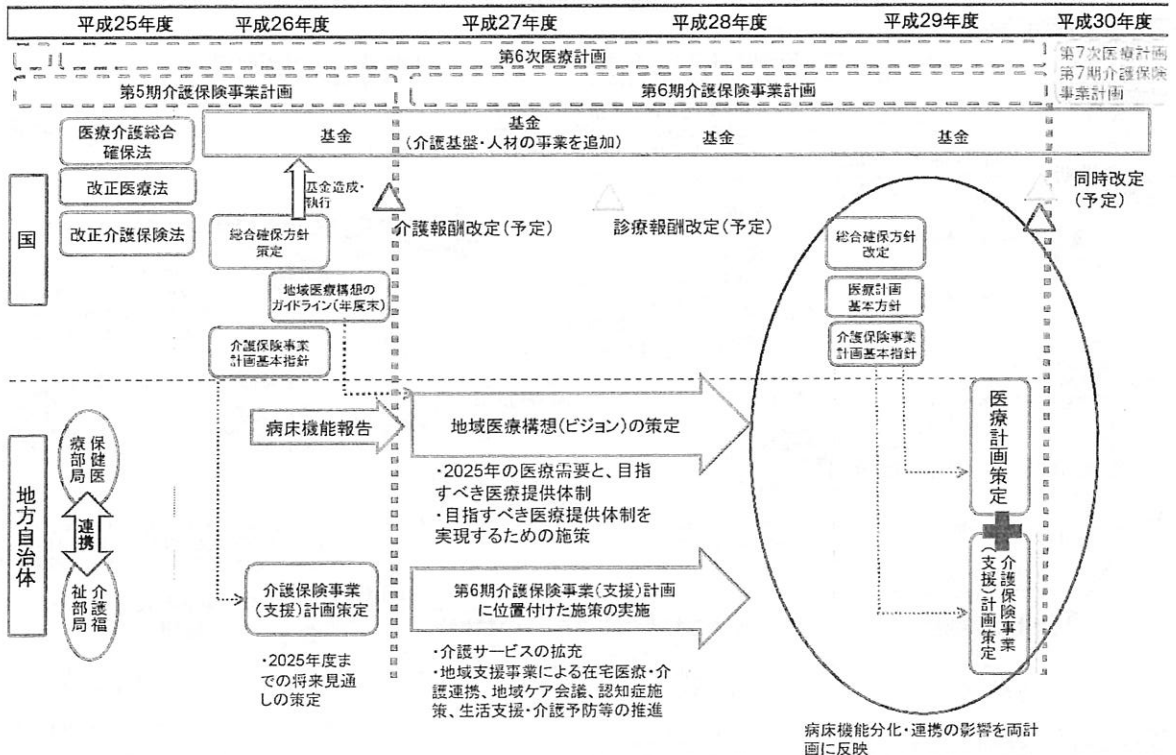 平成25年度
平成26年度
平成27年度
平成28年度
平成29年度
平成30年度
第6次医療計画
第7次医療計画
第7期介護保険
事業計画
第5期介護保険事業計画
第6期介護保険事業計画
国
医療介護総合
確保法
改正医療法
改正介護保険法
基金
基金
(介護基盤・人材の事業を追加)
基金
基金
基金造成・
執行
介護報酬改定(予定)
診療報酬改定(予定)
同時改定
(予定)
総合確保方針
策定
地域医療構想の
ガイドライン(年度末)
介護保険事業
計画基本指針
総合確保方針
改定
医療計画
基本方針
介護保険事業
計画基本指針
地方自治体
保健医
療部局
連携
介護福
祉部局
病床機能報告
地域医療構想(ビジョン)の策定
・2025年の医療需要と、目指
すべき医療提供体制
・目指すべき医療提供体制を
実現するための施策
医療計画策定
介護保険事業
(支援)計画策定
・2025年度ま
での将来見通
しの策定
第6期介護保険事業(支援)計画
に位置付けた施策の実施
・介護サービスの拡充
・地域支援事業による在宅医療・介
護連携、地域ケア会議、認知症施
策、生活支援・介護予防等の推進
介護保険事業
(支援)計画策定
病床機能分化・連携の影響を両計
画に反映